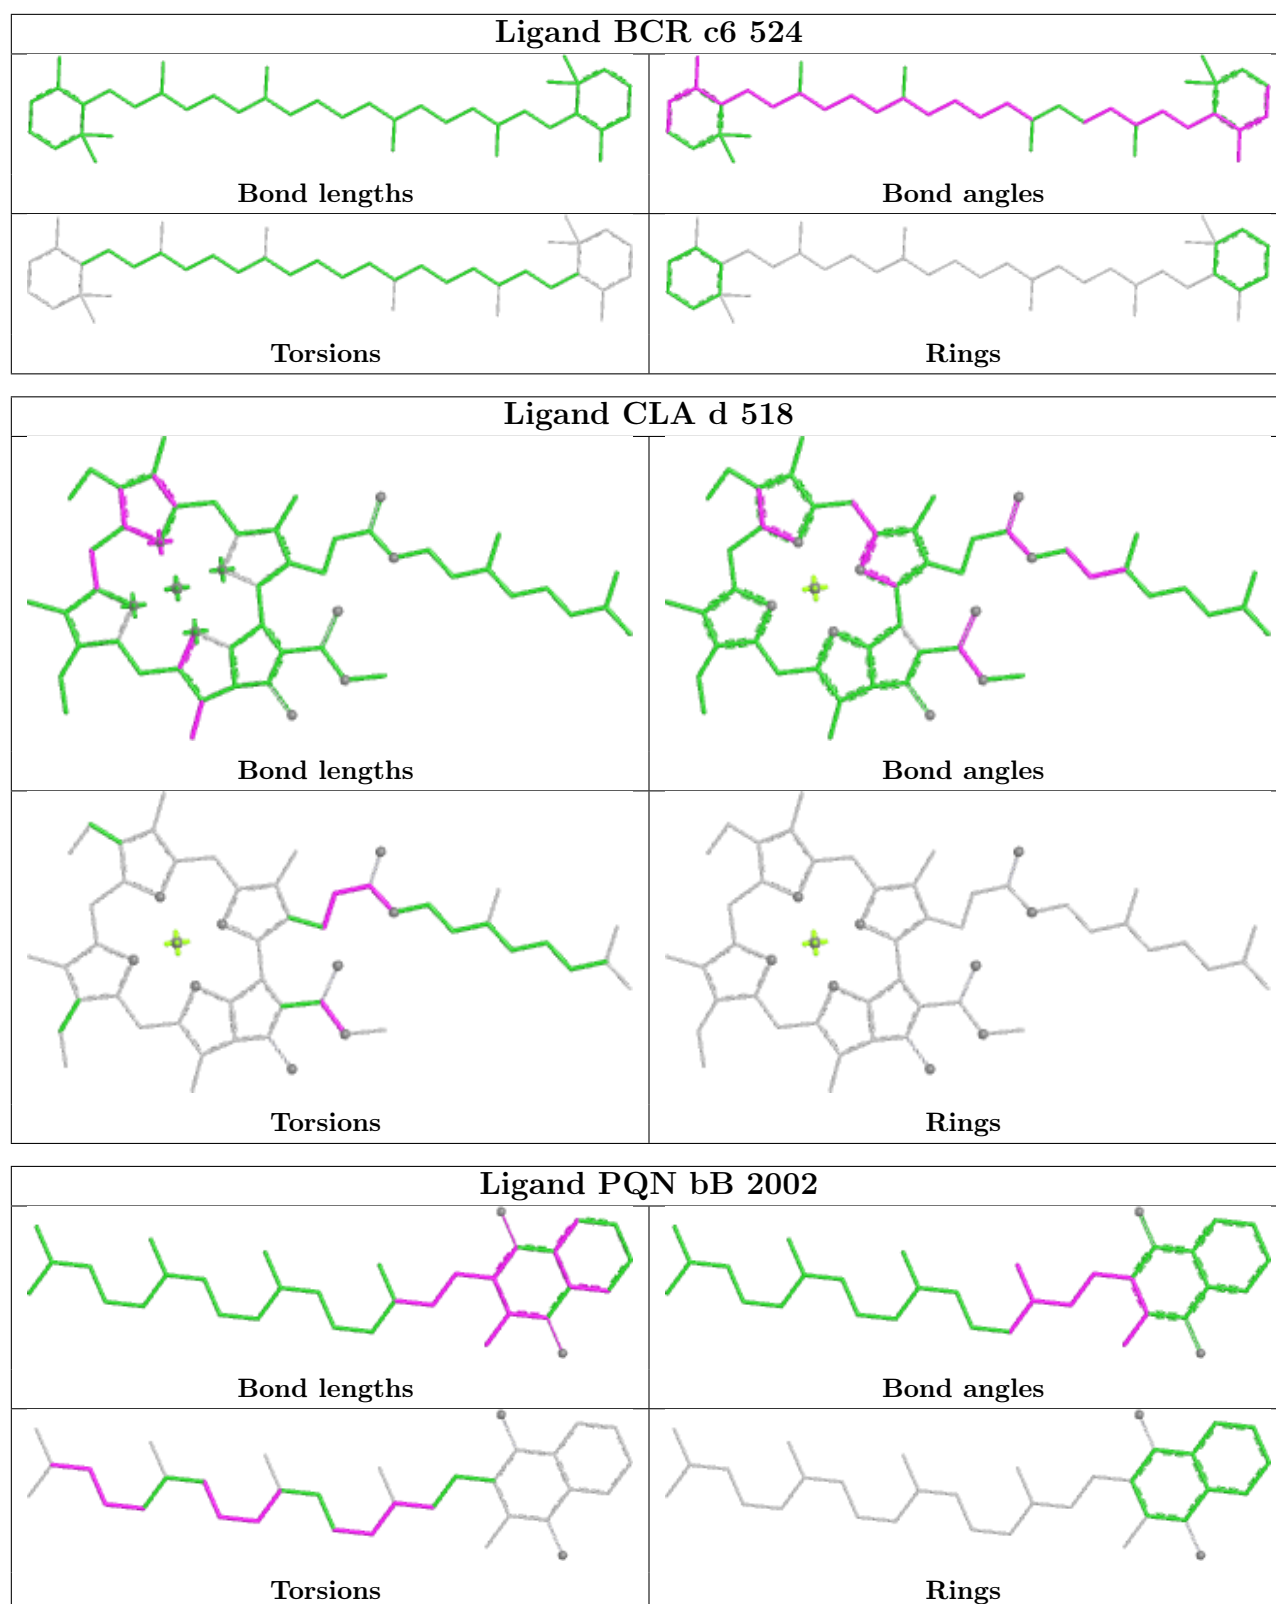 Ligand BCR c6 524
Bond lengths
Bond angles
Torsions
Rings
Ligand CLA d 518
Bond lengths
Bond angles
Torsions
Rings
Ligand PQN bB 2002
Bond lengths
Bond angles
Torsions
Rings